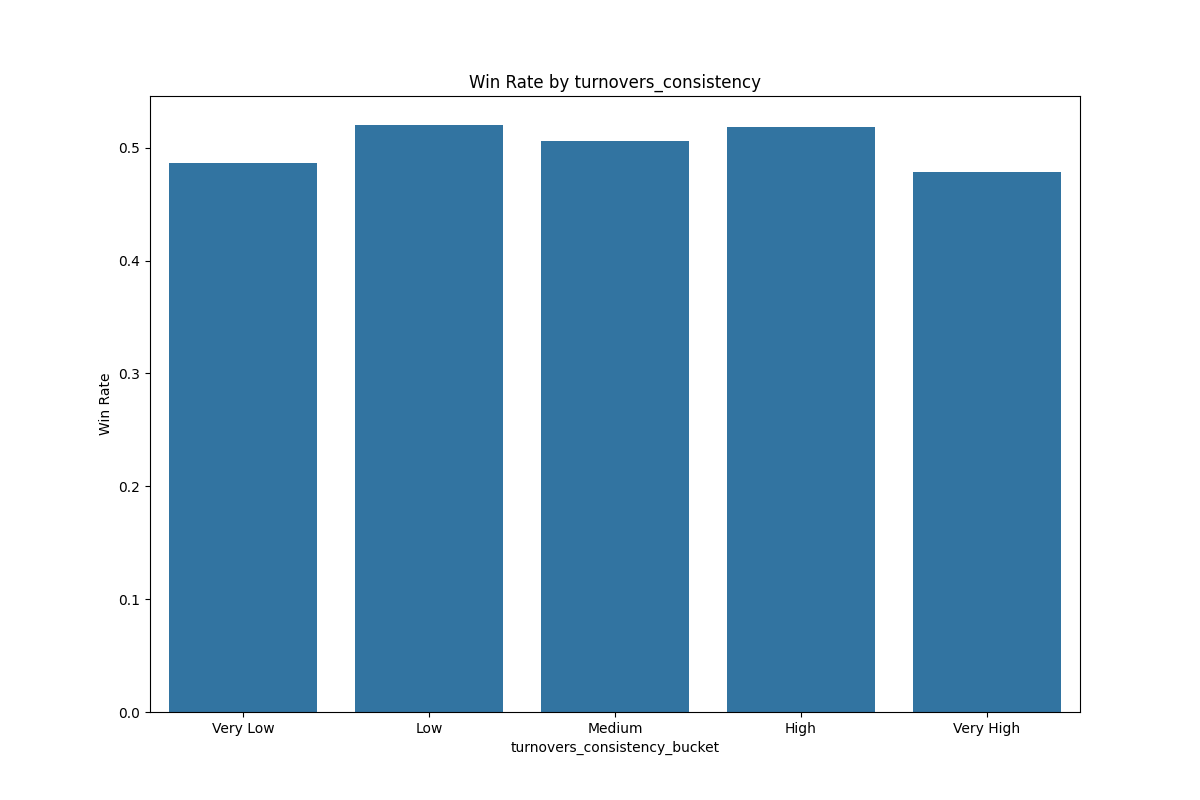 Win Rate by turnovers_consistency
Win Rate
0.5
0.4
0.3
0.2
0.1
0.0
Very Low
Low
Medium
High
Very High
turnovers_consistency_bucket